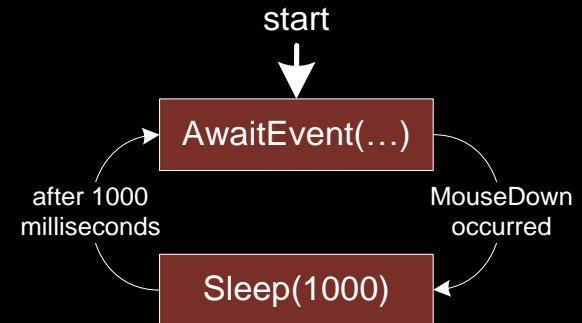 start
AwaitEvent(…)
after 1000
milliseconds
MouseDown
occurred
Sleep(1000)